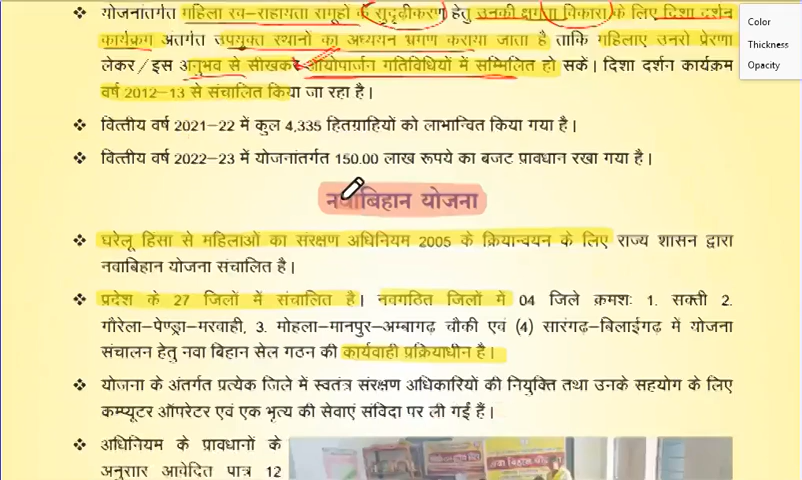 योजनांतर्गत महिला स्व-सहायता समूहों के सुदृढ़ीकरण हेतु उनकी क्षमता विकास के लिए दिशा दर्शन
कार्यक्रम अंतर्गत उपयुक्त स्थानों का अध्ययन भ्रमण कराया जाता है ताकि महिलाए उनसे प्रेरणा
लेकर/इस अनुभव से सीखकर आयोपार्जन गतिविधियों में सम्मिलित हो सकें। दिशा दर्शन कार्यक्रम
वर्ष 2012-13 से संचालित किया जा रहा है।
❖ वित्तीय वर्ष 2021-22 में कुल 4,335 हितग्राहियों को लाभान्वित किया गया है।
❖ वित्तीय वर्ष 2022-23 में योजनांतर्गत 150.00 लाख रूपये का बजट प्रावधान रखा गया है।
नवाबिहान योजना
❖ घरेलू हिंसा से महिलाओं का संरक्षण अधिनियम 2005 के क्रियान्वयन के लिए राज्य शासन द्वारा
नवाबिहान योजना संचालित है।
❖ प्रदेश के 27 जिलों में संचालित है। नवगठित जिलों में 04 जिले क्रमश: 1. सक्ती 2.
गौरेला-पेण्ड्रा-मरवाही, 3. मोहला-मानपुर-अम्बागढ़ चौकी एवं (4) सारंगढ़-बिलाईगढ़ में योजना
संचालन हेतु नवा बिहान सेल गठन की कार्यवाही प्रक्रियाधीन है।
❖ योजना के अंतर्गत प्रत्येक जिले में स्वतंत्र संरक्षण अधिकारियों की नियुक्ति तथा उनके सहयोग के लिए
कम्प्यूटर ऑपरेटर एवं एक भृत्य की सेवाएं संविदा पर ली गईं हैं।
❖ अधिनियम के प्रावधानों के
अनुसार आवेदित पात्र 12
Color
Thickness
Opacity